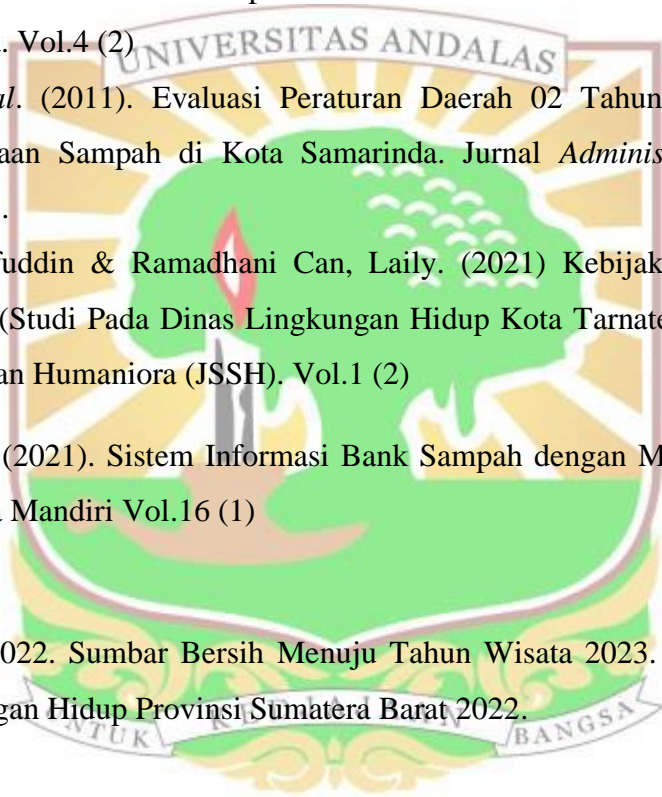 . Vol.4 (2)
UNIVERSITAS ANDALAS
al. (2011). Evaluasi Peraturan Daerah 02 Tahun
aan Sampah di Kota Samarinda. Jurnal Adminis
.
fuddin & Ramadhani Can, Laily. (2021) Kebijak
(Studi Pada Dinas Lingkungan Hidup Kota Tarnate
an Humaniora (JSSH). Vol.1 (2)
(2021). Sistem Informasi Bank Sampah dengan M
a Mandiri Vol.16 (1)
022. Sumbar Bersih Menuju Tahun Wisata 2023.
gan Hidup Provinsi Sumatera Barat 2022.
UNTUK KEDJAJAAN BANGSA